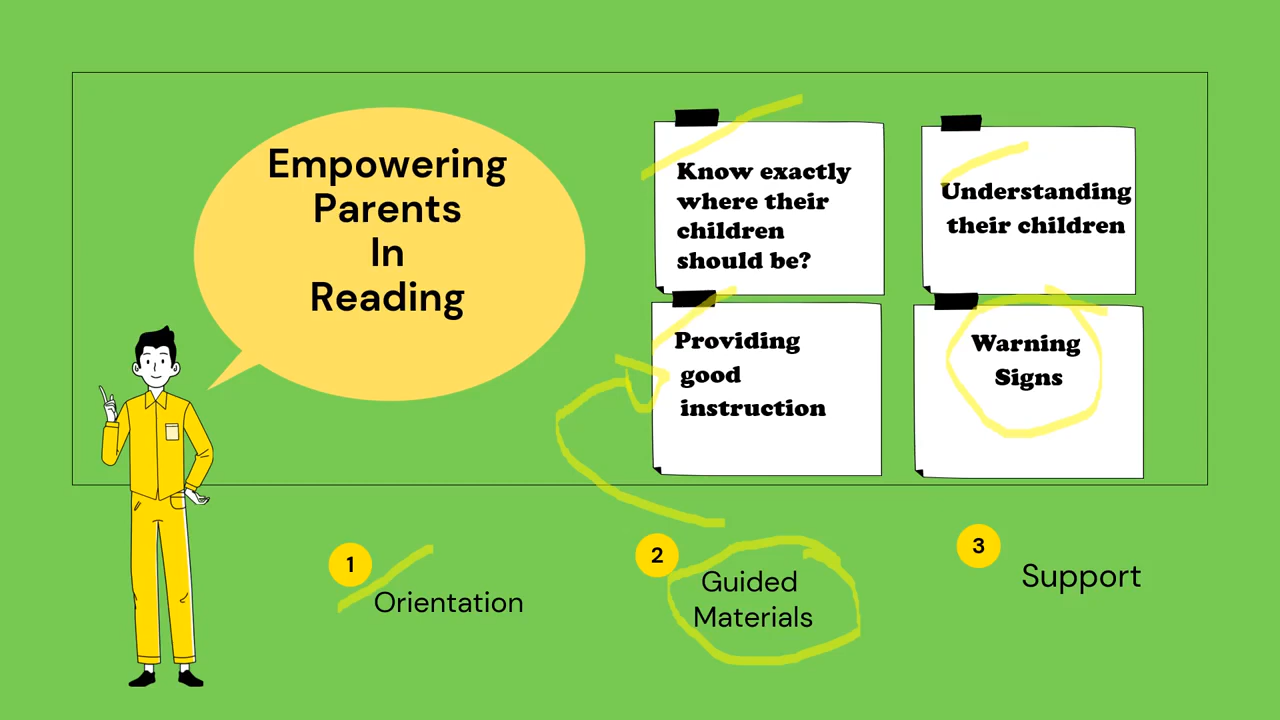 Empowering
Parents
In
Reading
Know exactly
where their
children
should be?
Understanding
their children
Providing
good
instruction
Warning
Signs
1
Orientation
2
Guided
Materials
3
Support